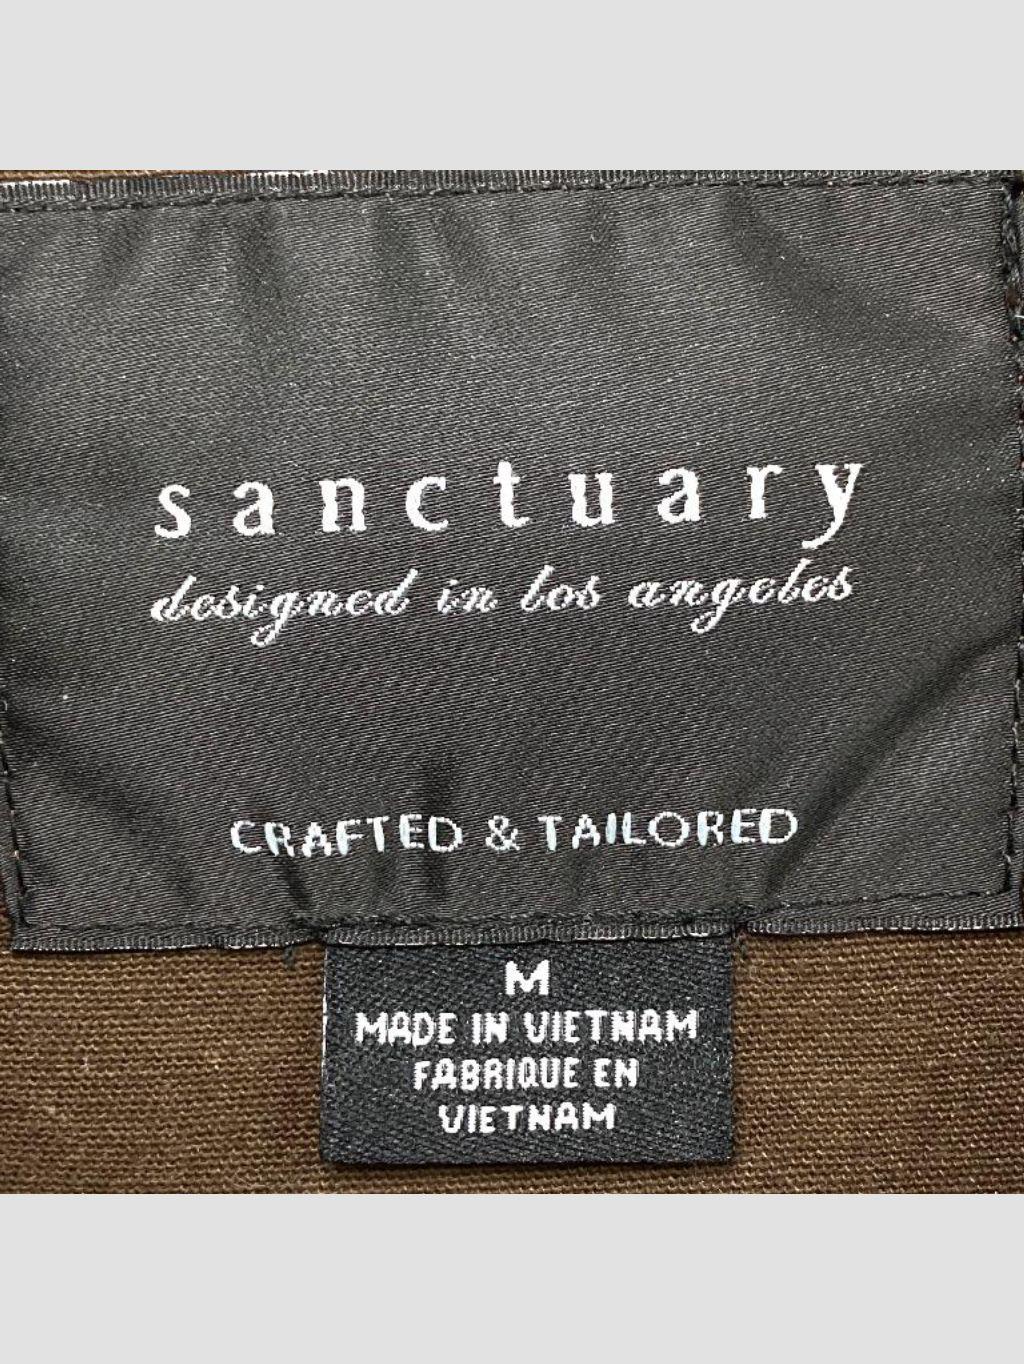 sanctuary
designed in los angeles
CRAFTED & TAILORED
M
MADE IN VIETNAM
FABRIQUE EN
VIETNAM